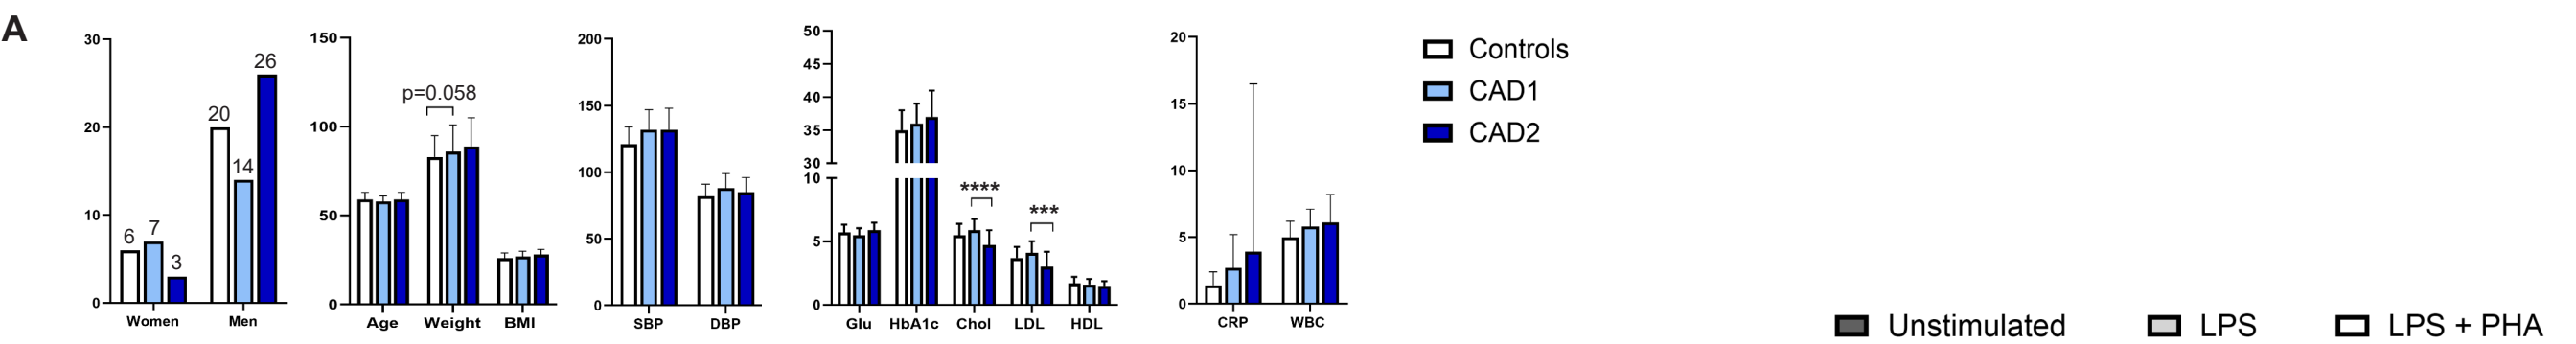 A
30
20
10
0
6
7
3
20
14
26
Women
Men
150
100
50
0
p=0.058
Age
Weight
BMI
200
150
100
50
0
SBP
DBP
50
45
40
35
30
10
5
0
****
***
Glu
HbA1c
Chol
LDL
HDL
20
15
10
5
0
CRP
WBC
Controls
CAD1
CAD2
Unstimulated
LPS
LPS + PHA